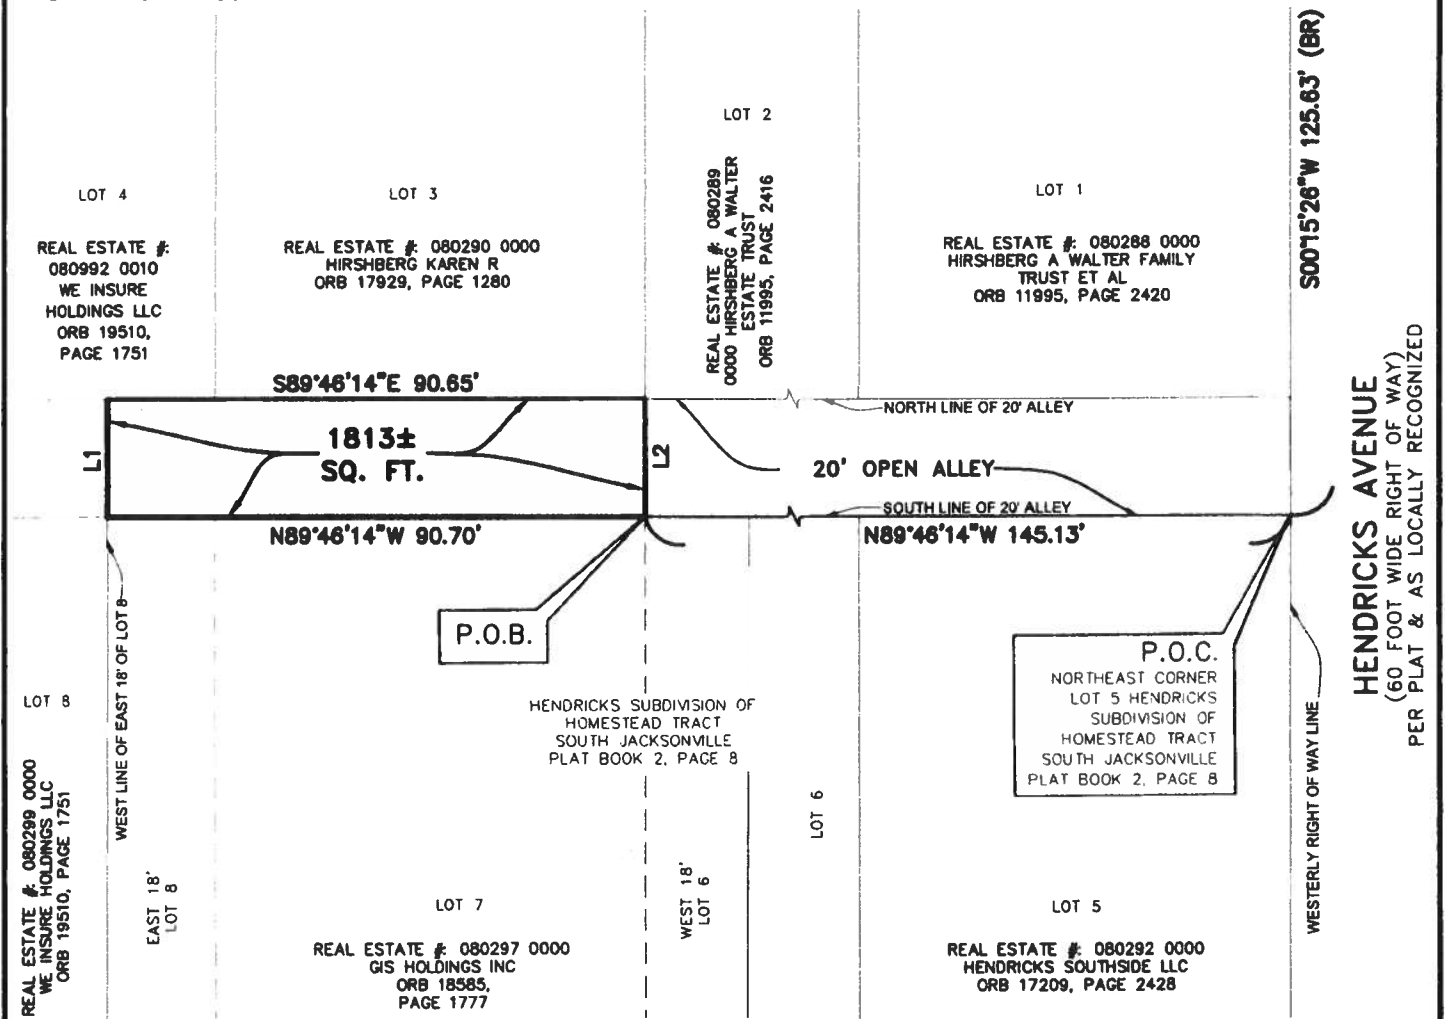 LOT 4
REAL ESTATE #:
080992 0010
WE INSURE
HOLDINGS LLC
ORB 19510,
PAGE 1751
LOT 3
REAL ESTATE #: 080290 0000
HIRSHBERG KAREN R
ORB 17929, PAGE 1280
LOT 2
REAL ESTATE #: 080289
0000 HIRSHBERG A WALTER
ESTATE TRUST
ORB 11995, PAGE 2416
LOT 1
REAL ESTATE #: 080288 0000
HIRSHBERG A WALTER FAMILY
TRUST ET AL
ORB 11995, PAGE 2420
S00°15'26"W 125.63' (BR)
S89°46'14"E 90.65'
1813±
SQ. FT.
L1
L2
N89°46'14"W 90.70'
NORTH LINE OF 20' ALLEY
20' OPEN ALLEY
SOUTH LINE OF 20' ALLEY
N89°46'14"W 145.13'
HENDRICKS AVENUE
(60 FOOT WIDE RIGHT OF WAY)
PER PLAT & AS LOCALLY RECOGNIZED
P.O.B.
P.O.C.
NORTHEAST CORNER
LOT 5 HENDRICKS
SUBDIVISION OF
HOMESTEAD TRACT
SOUTH JACKSONVILLE
PLAT BOOK 2, PAGE 8
WESTERLY RIGHT OF WAY LINE
WEST LINE OF EAST 18' OF LOT 8
HENDRICKS SUBDIVISION OF
HOMESTEAD TRACT
SOUTH JACKSONVILLE
PLAT BOOK 2, PAGE 8
LOT 8
REAL ESTATE #: 080299 0000
WE INSURE HOLDINGS LLC
ORB 19510, PAGE 1751
EAST 18'
LOT 8
LOT 7
REAL ESTATE #: 080297 0000
GIS HOLDINGS INC
ORB 18585,
PAGE 1777
WEST 18'
LOT 6
LOT 6
LOT 5
REAL ESTATE #: 080292 0000
HENDRICKS SOUTHSIDE LLC
ORB 17209, PAGE 2428